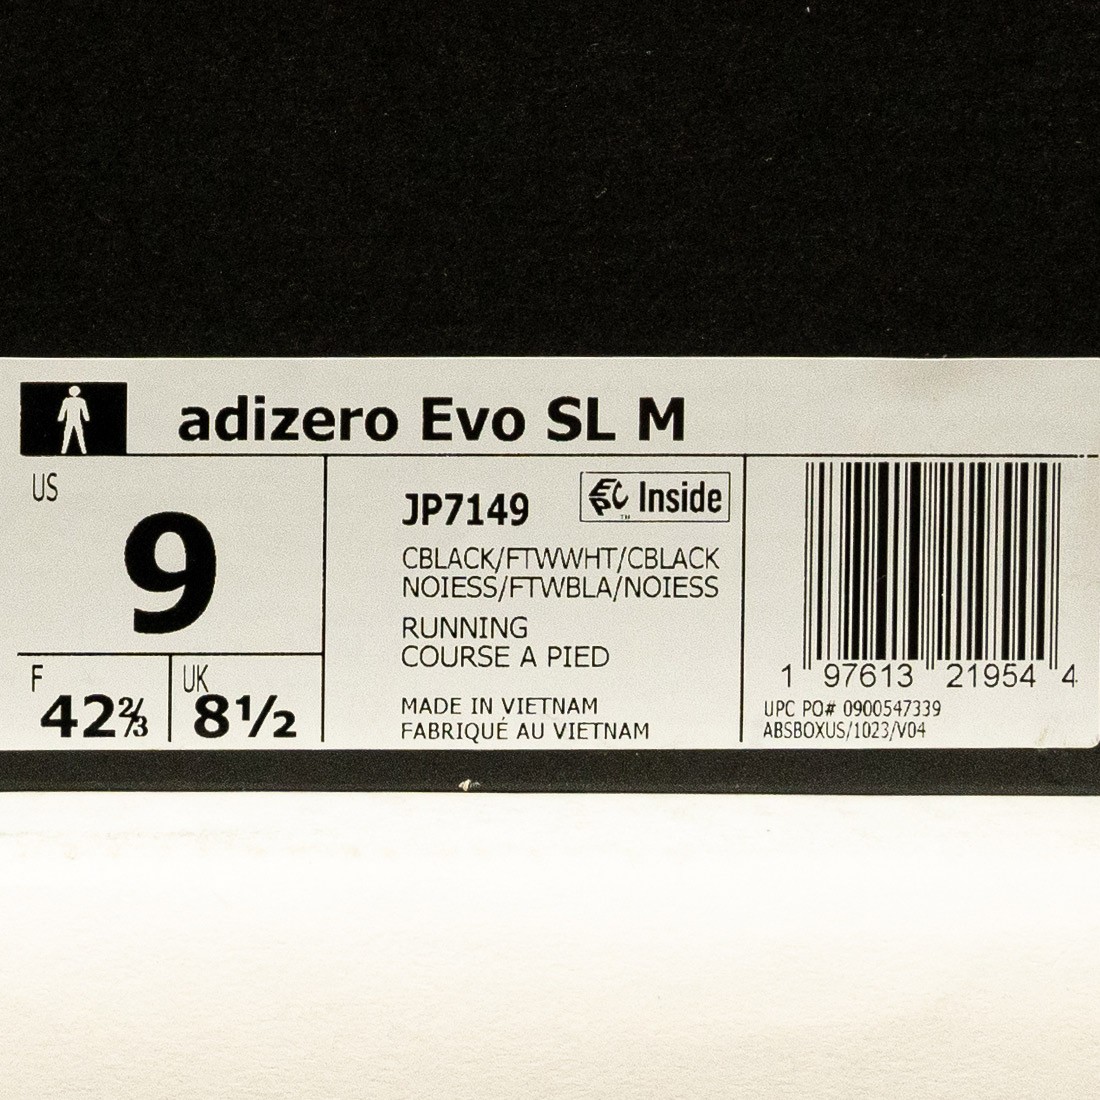 adizero Evo SL M
US
9
F
42⅔
UK
8½
JP7149
EPC™ Inside
CBLACK/FTWWHT/CBLACK
NOIESS/FTWBLA/NOIESS
RUNNING
COURSE A PIED
MADE IN VIETNAM
FABRIQUÉ AU VIETNAM
1 97613 21954 4
UPC PO# 0900547339
ABSBOXUS/1023/V04